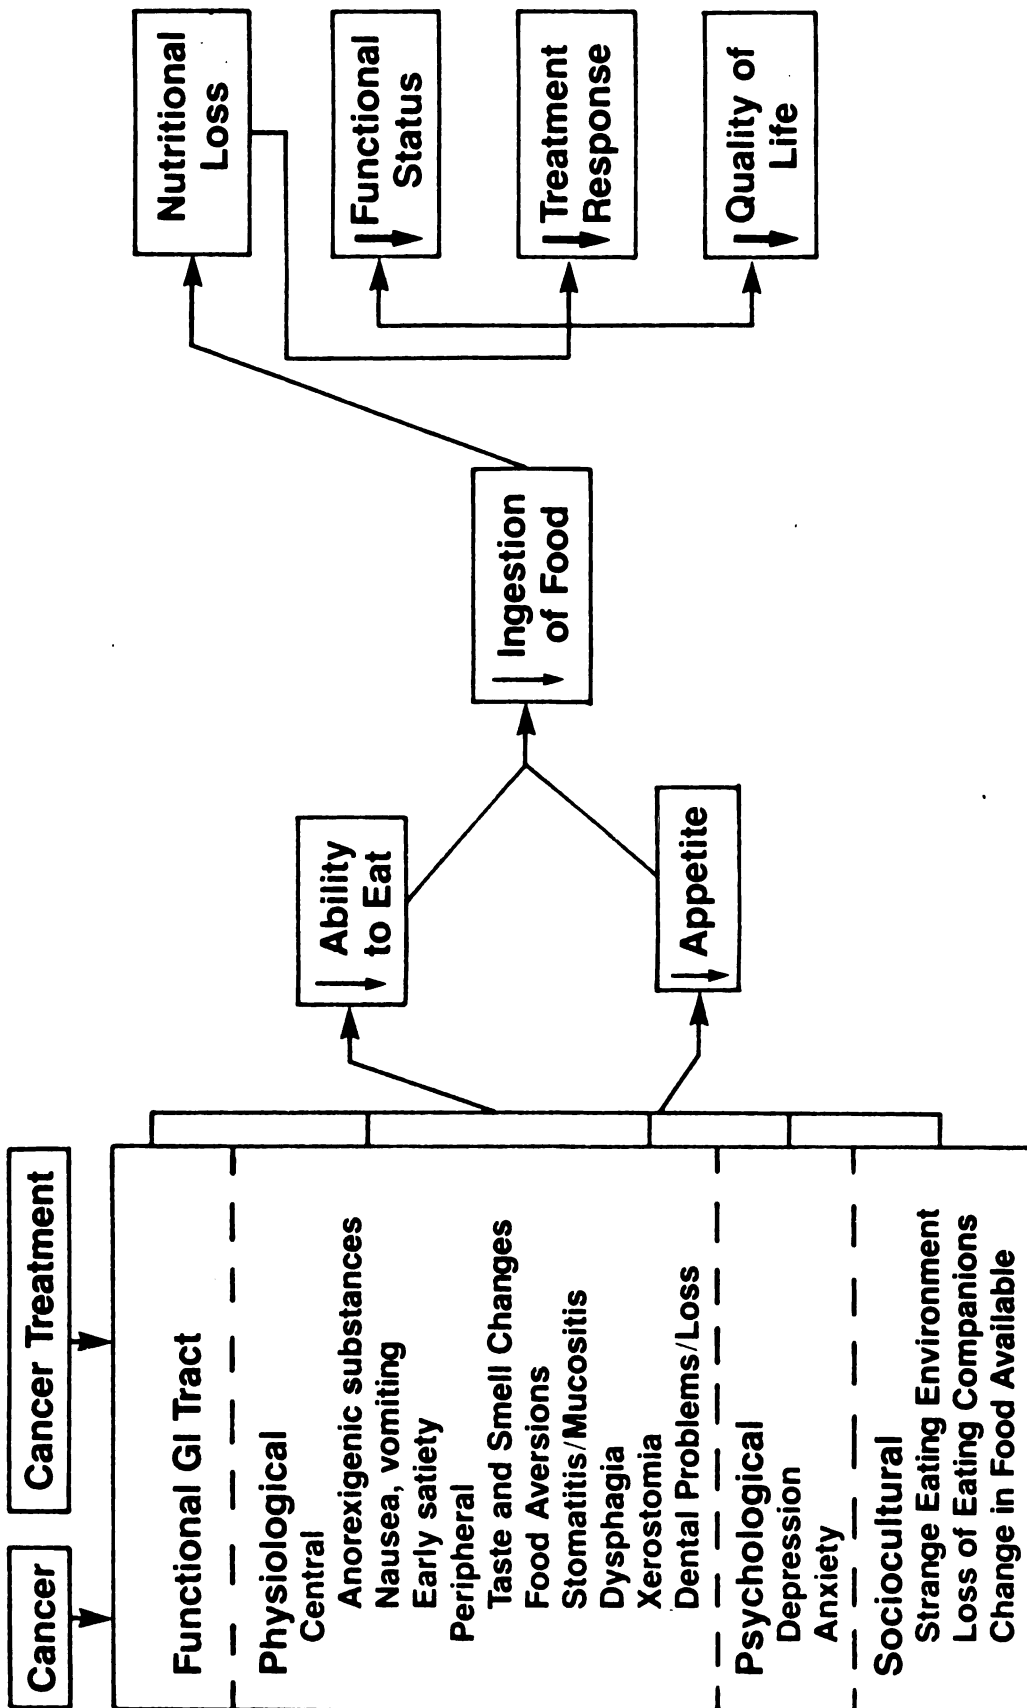 Cancer
Cancer Treatment
Functional GI Tract
Physiological
Central
Anorexigenic substances
Nausea, vomiting
Early satiety
Peripheral
Taste and Smell Changes
Food Aversions
Stomatitis/Mucositis
Dysphagia
Xerostomia
Dental Problems/Loss
Psychological
Depression
Anxiety
Sociocultural
Strange Eating Environment
Loss of Eating Companions
Change in Food Available
↓ Ability
to Eat
↓ Appetite
↓ Ingestion
of Food
Nutritional
Loss
↓ Functional
Status
↓ Treatment
Response
↓ Quality of
Life